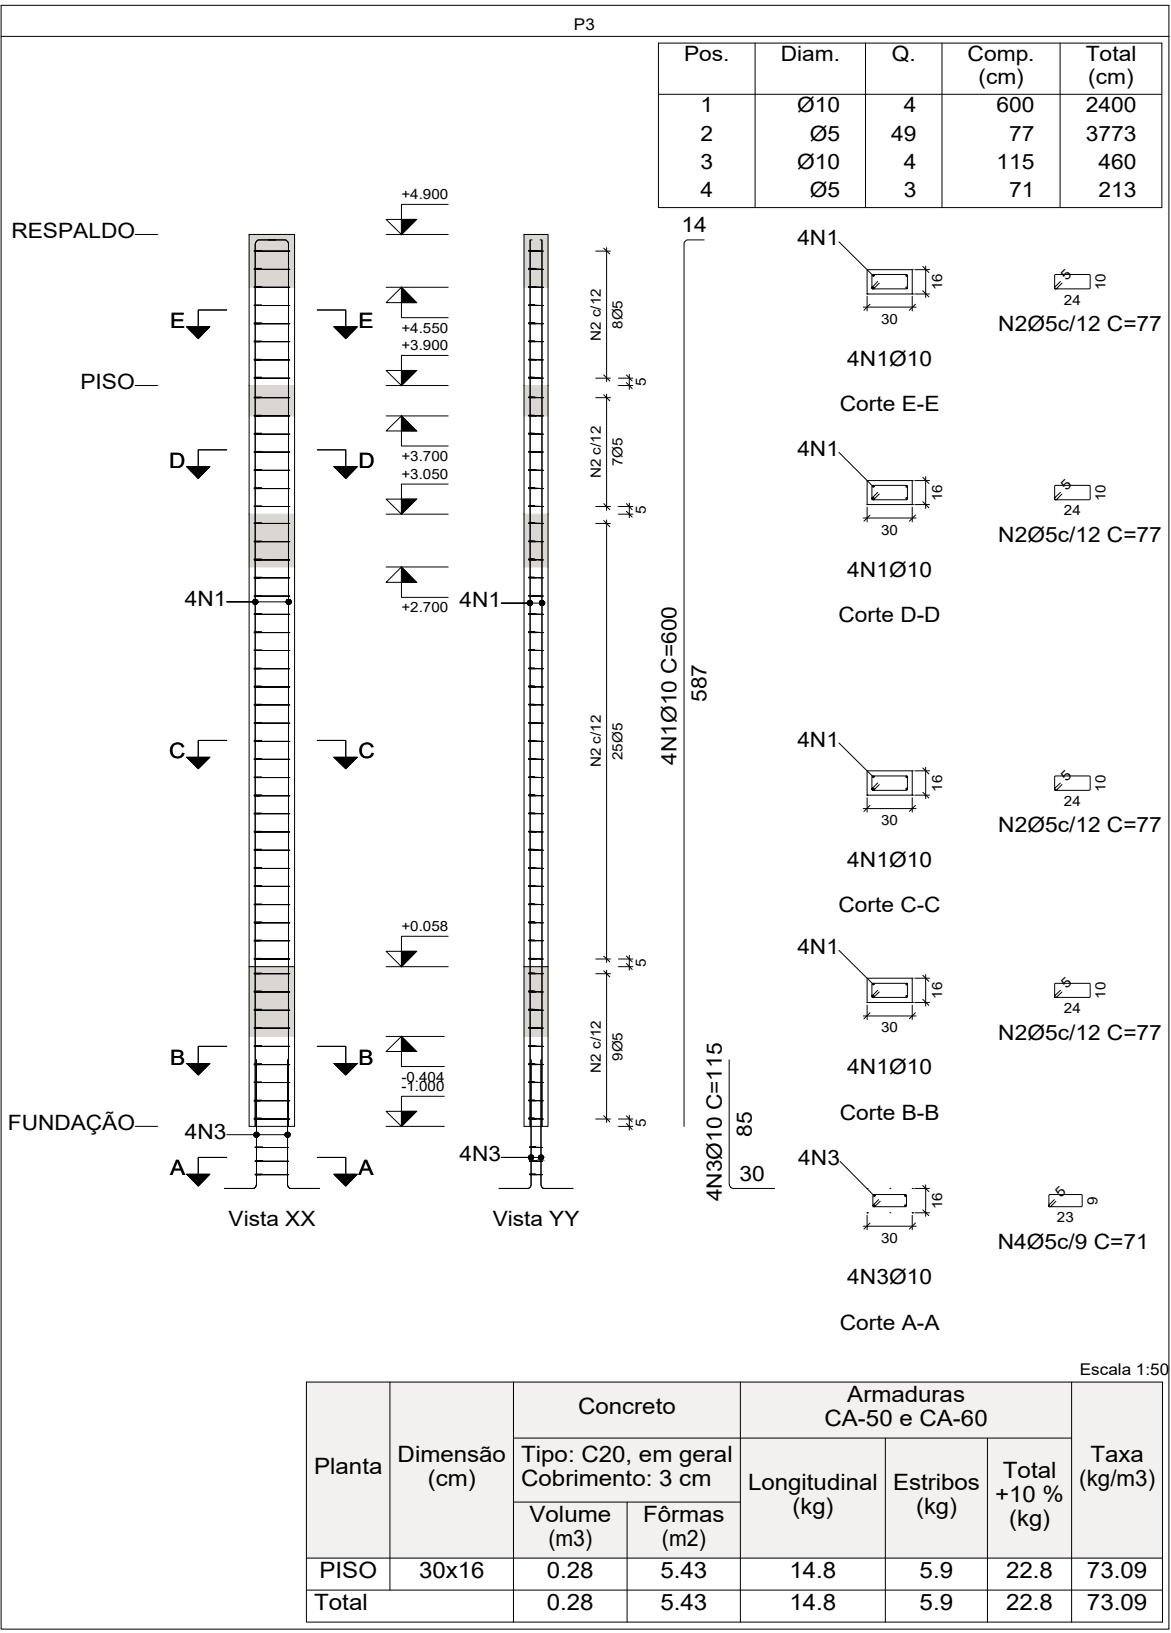 P3
Pos. Diam. Q. Comp. (cm) Total (cm)
1 Ø10 4 600 2400
2 Ø5 49 77 3773
3 Ø10 4 115 460
4 Ø5 3 71 213
RESPALDO
PISO
FUNDAÇÃO
E E
D D
C C
B B
A A
4N1
4N3
Vista XX
+4.900
+4.550
+3.900
+3.700
+3.050
+2.700
+0.058
-0.404
-1.000
4N1
4N3
Vista YY
N2 c/12
8Ø5
5
N2 c/12
7Ø5
5
N2 c/12
25Ø5
5
N2 c/12
9Ø5
5
14
4N1Ø10 C=600
587
4N3Ø10 C=115
85
30
4N1
16
30
4N1Ø10
Corte E-E
5
10
24
N2Ø5c/12 C=77
4N1
16
30
4N1Ø10
Corte D-D
5
10
24
N2Ø5c/12 C=77
4N1
16
30
4N1Ø10
Corte C-C
5
10
24
N2Ø5c/12 C=77
4N1
16
30
4N1Ø10
Corte B-B
5
10
24
N2Ø5c/12 C=77
4N3
16
30
4N3Ø10
Corte A-A
5
9
23
N4Ø5c/9 C=71
Escala 1:50
Planta
Dimensão
(cm)
Concreto
Tipo: C20, em geral
Cobrimento: 3 cm
Volume
(m3)
Fôrmas
(m2)
Armaduras
CA-50 e CA-60
Longitudinal
(kg)
Estribos
(kg)
Total
+10 %
(kg)
Taxa
(kg/m3)
PISO 30x16 0.28 5.43 14.8 5.9 22.8 73.09
Total 0.28 5.43 14.8 5.9 22.8 73.09